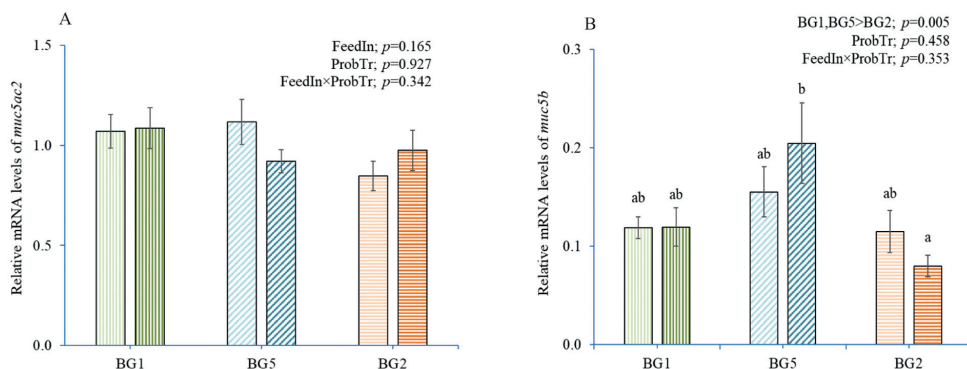 A
FeedIn; p=0.165
ProbTr; p=0.927
FeedIn×ProbTr; p=0.342
Relative mRNA levels of muc5ac2
1.5
1.0
0.5
0.0
BG1 BG5 BG2
B
BG1,BG5>BG2; p=0.005
ProbTr; p=0.458
FeedIn×ProbTr; p=0.353
Relative mRNA levels of muc5b
0.3
0.2
0.1
0.0
ab ab ab b ab a
BG1 BG5 BG2